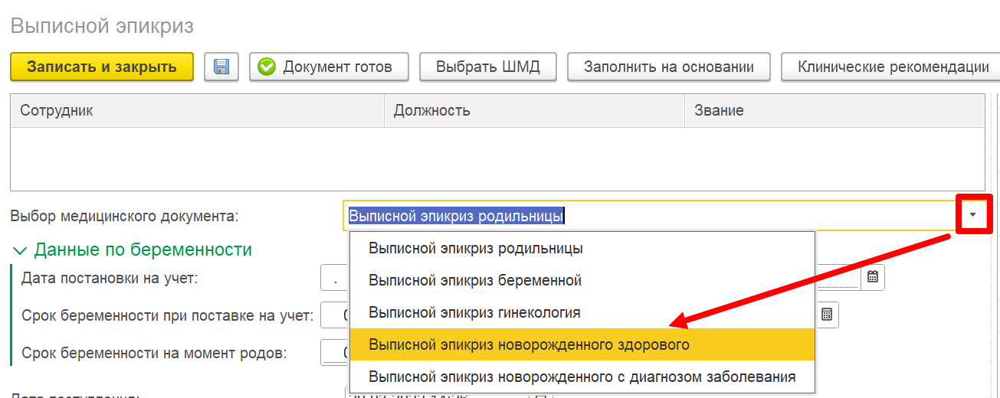 Выписной эпикриз
Записать и закрыть Документ готов Выбрать ШМД Заполнить на основании Клинические рекомендации
Сотрудник Должность Звание
Выбор медицинского документа: Выписной эпикриз родильницы
Выписной эпикриз родильницы
Данные по беременности
Выписной эпикриз беременной
Дата постановки на учет: .
Выписной эпикриз гинекология
Срок беременности при поставке на учет:
Выписной эпикриз новорожденного здорового
Срок беременности на момент родов:
Выписной эпикриз новорожденного с диагнозом заболевания